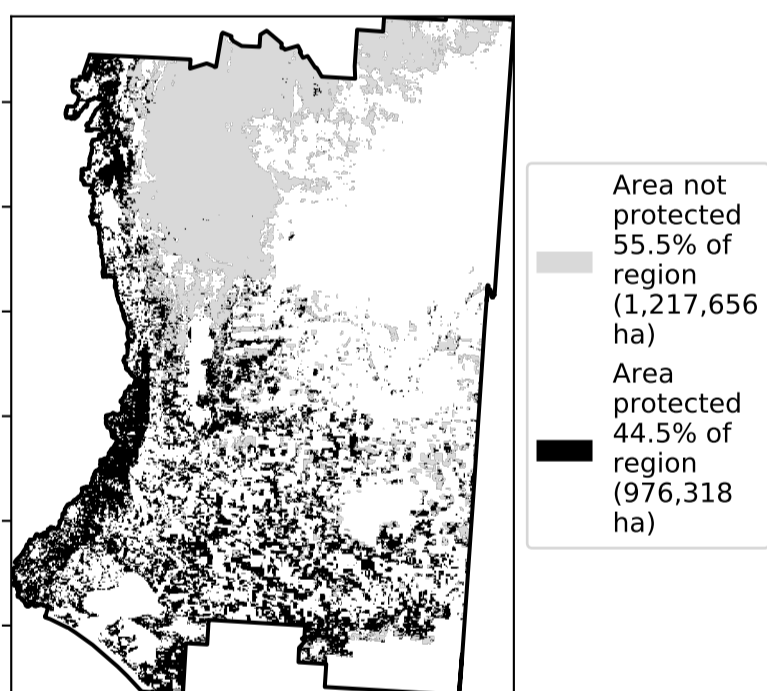 Area not
protected
55.5% of
region
(1,217,656
ha)
Area
protected
44.5% of
region
(976,318
ha)